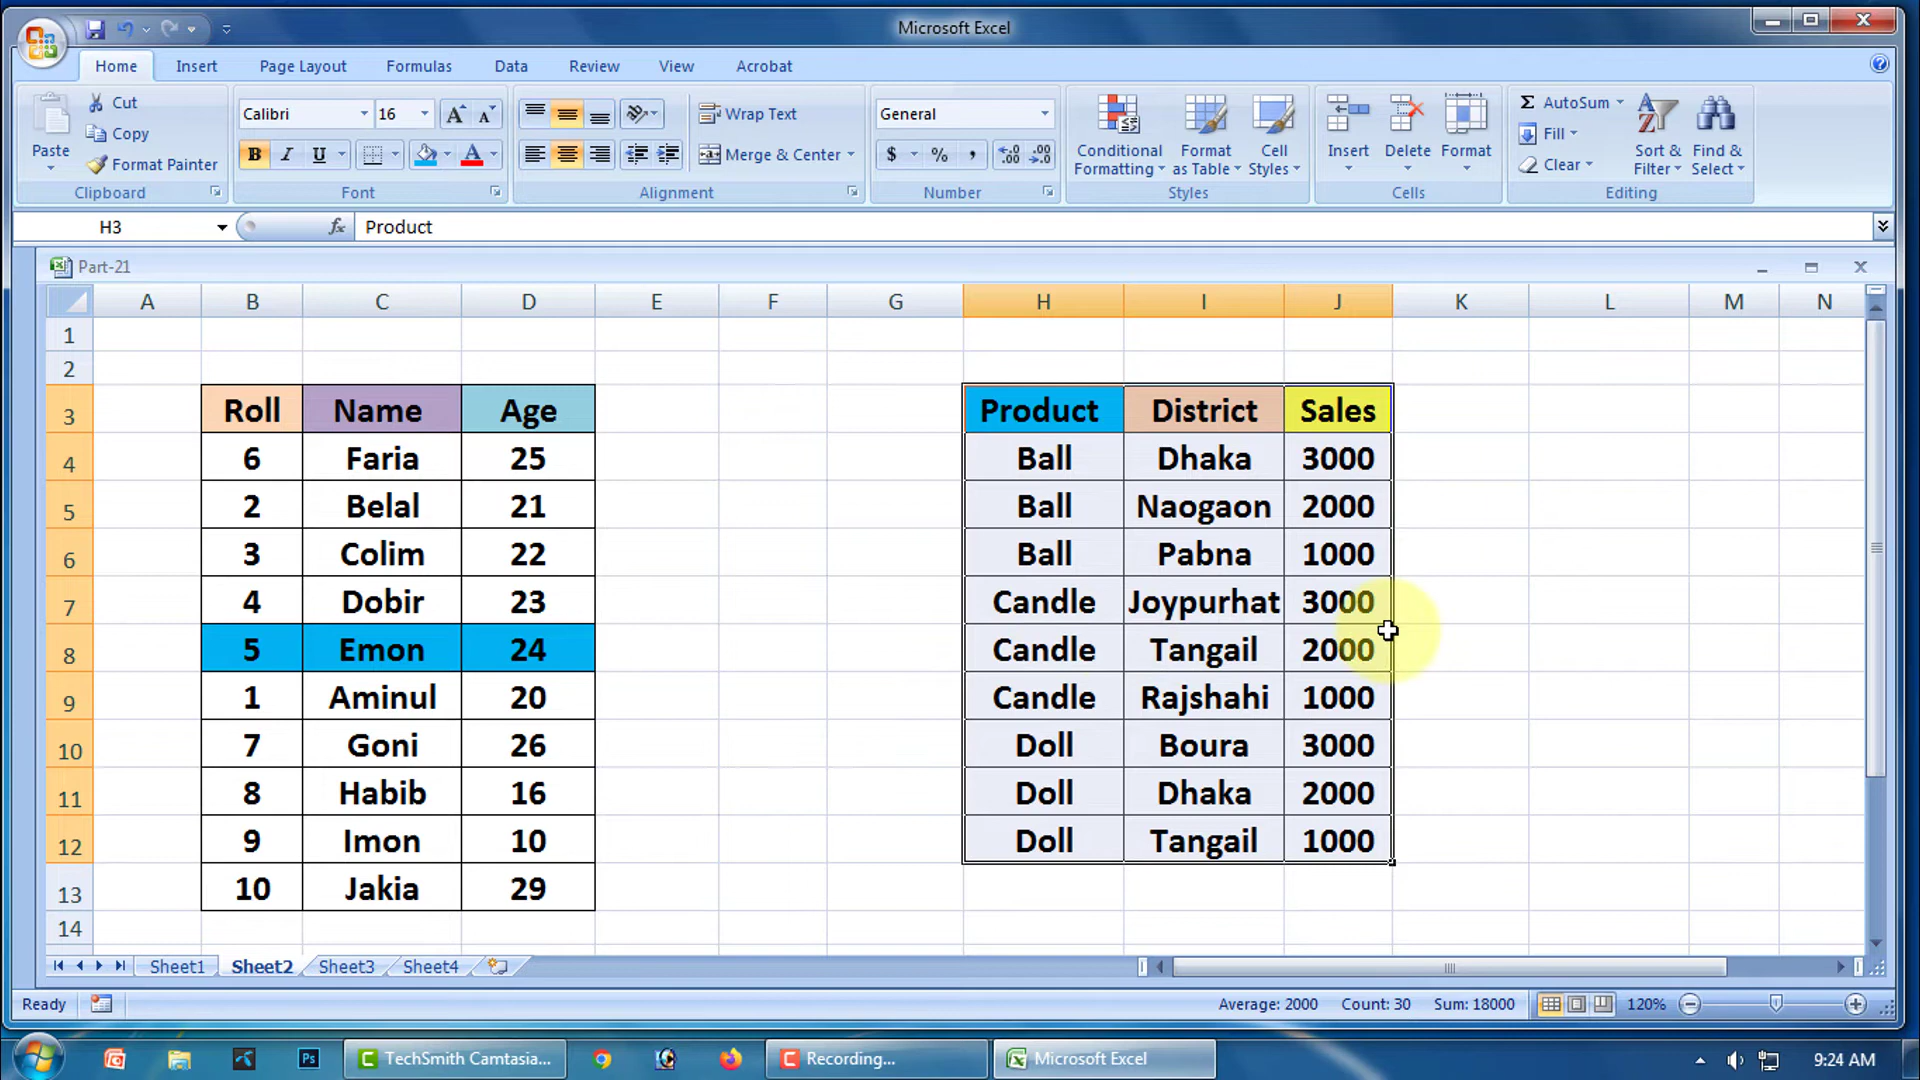 Microsoft Excel
Home Insert Page Layout Formulas Data Review View Acrobat
Paste
Cut
Copy
Format Painter
Clipboard
Calibri 16
B I U
A A
A
Font
Wrap Text
Merge & Center
Alignment
General
$ % , .0 .00 .00 .0
Number
Conditional Formatting
Format as Table
Cell Styles
Styles
Insert Delete Format
Cells
Σ AutoSum
Fill
Clear
Sort & Filter
Find & Select
Editing
H3 fx Product
Part-21
A B C D E F G H I J K L M N
1
2
3 Roll Name Age Product District Sales
4 6 Faria 25 Ball Dhaka 3000
5 2 Belal 21 Ball Naogaon 2000
6 3 Colim 22 Ball Pabna 1000
7 4 Dobir 23 Candle Joypurhat 3000
8 5 Emon 24 Candle Tangail 2000
9 1 Aminul 20 Candle Rajshahi 1000
10 7 Goni 26 Doll Boura 3000
11 8 Habib 16 Doll Dhaka 2000
12 9 Imon 10 Doll Tangail 1000
13 10 Jakia 29
14
Sheet1 Sheet2 Sheet3 Sheet4
Ready Average: 2000 Count: 30 Sum: 18000 120%
Ps C TechSmith Camtasia... C Recording... Microsoft Excel 9:24 AM